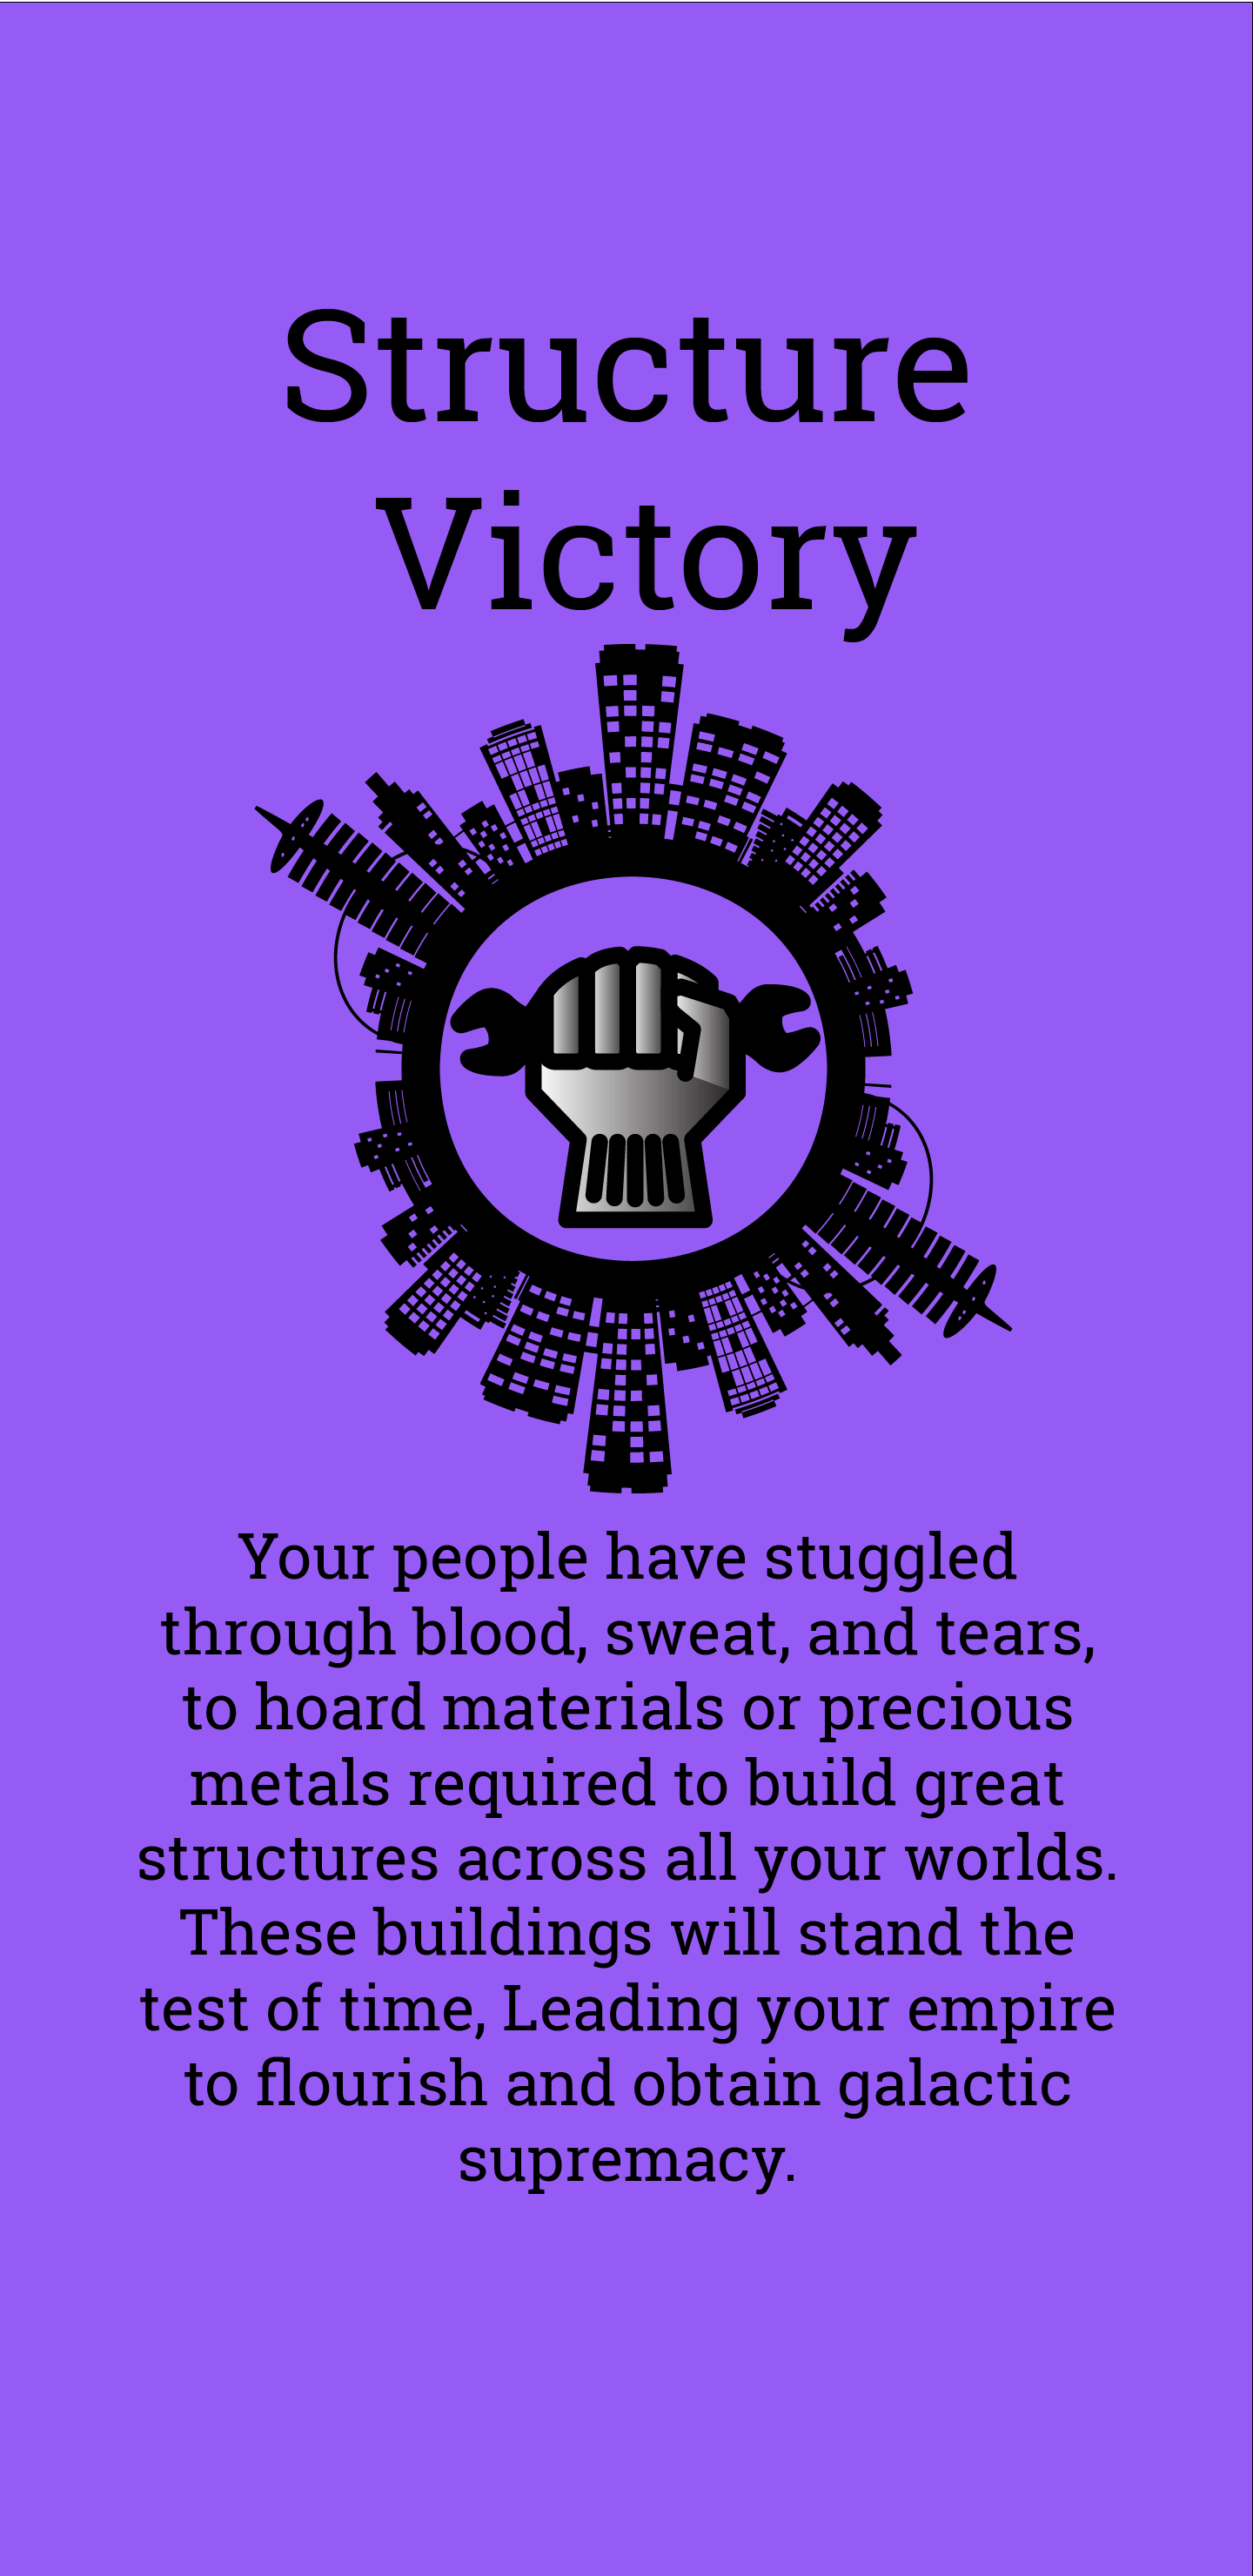 Structure
Victory
Your people have stuggled
through blood, sweat, and tears,
to hoard materials or precious
metals required to build great
structures across all your worlds.
These buildings will stand the
test of time, Leading your empire
to flourish and obtain galactic
supremacy.